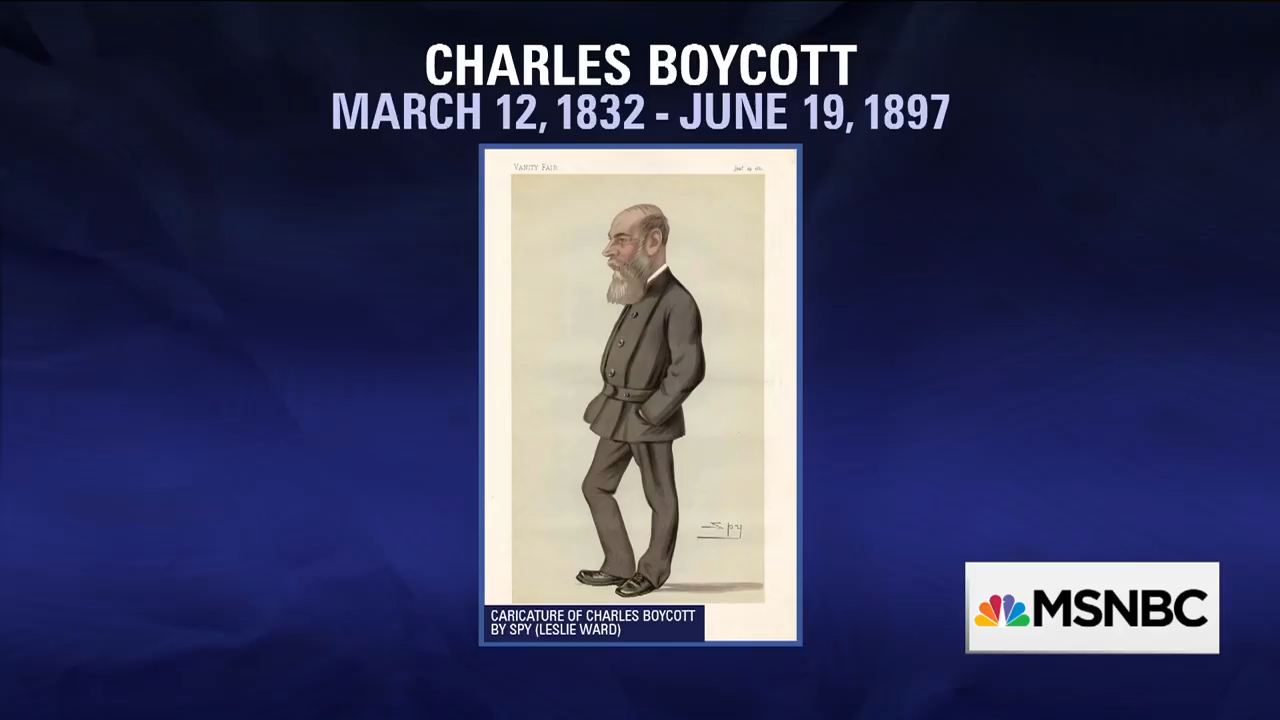 CHARLES BOYCOTT
MARCH 12, 1832 - JUNE 19, 1897
VANITY FAIR.
Spy
CARICATURE OF CHARLES BOYCOTT
BY SPY (LESLIE WARD)
MSNBC